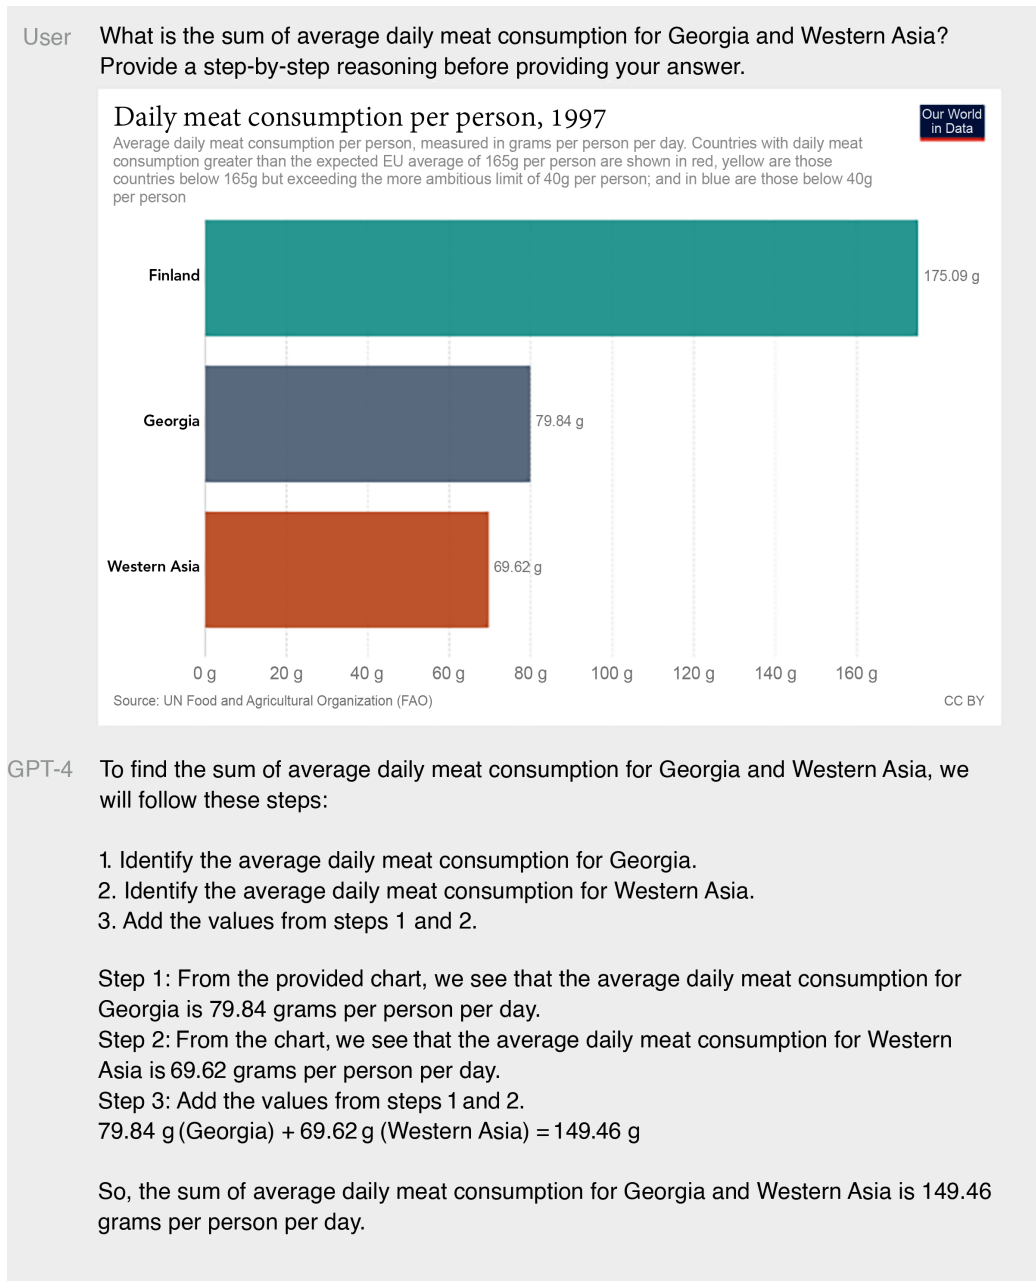 User
What is the sum of average daily meat consumption for Georgia and Western Asia?
Provide a step-by-step reasoning before providing your answer.
Daily meat consumption per person, 1997
Our World
in Data
Average daily meat consumption per person, measured in grams per person per day. Countries with daily meat
consumption greater than the expected EU average of 165g per person are shown in red, yellow are those
countries below 165g but exceeding the more ambitious limit of 40g per person; and in blue are those below 40g
per person
Finland
175.09 g
Georgia
79.84 g
Western Asia
69.62 g
0 g 20 g 40 g 60 g 80 g 100 g 120 g 140 g 160 g
Source: UN Food and Agricultural Organization (FAO)
CC BY
GPT-4
To find the sum of average daily meat consumption for Georgia and Western Asia, we
will follow these steps:
1. Identify the average daily meat consumption for Georgia.
2. Identify the average daily meat consumption for Western Asia.
3. Add the values from steps 1 and 2.
Step 1: From the provided chart, we see that the average daily meat consumption for
Georgia is 79.84 grams per person per day.
Step 2: From the chart, we see that the average daily meat consumption for Western
Asia is 69.62 grams per person per day.
Step 3: Add the values from steps 1 and 2.
79.84 g (Georgia) + 69.62 g (Western Asia) = 149.46 g
So, the sum of average daily meat consumption for Georgia and Western Asia is 149.46
grams per person per day.